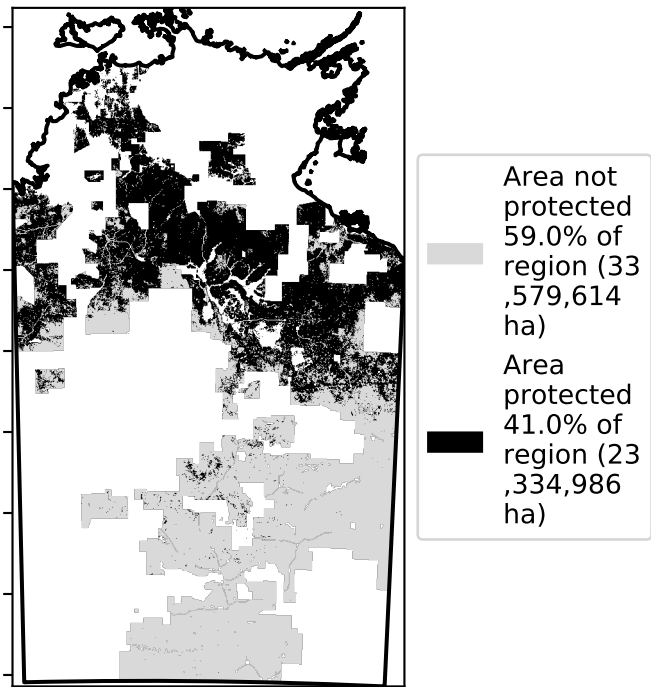 Area not
protected
59.0% of
region (33
,579,614
ha)
Area
protected
41.0% of
region (23
,334,986
ha)